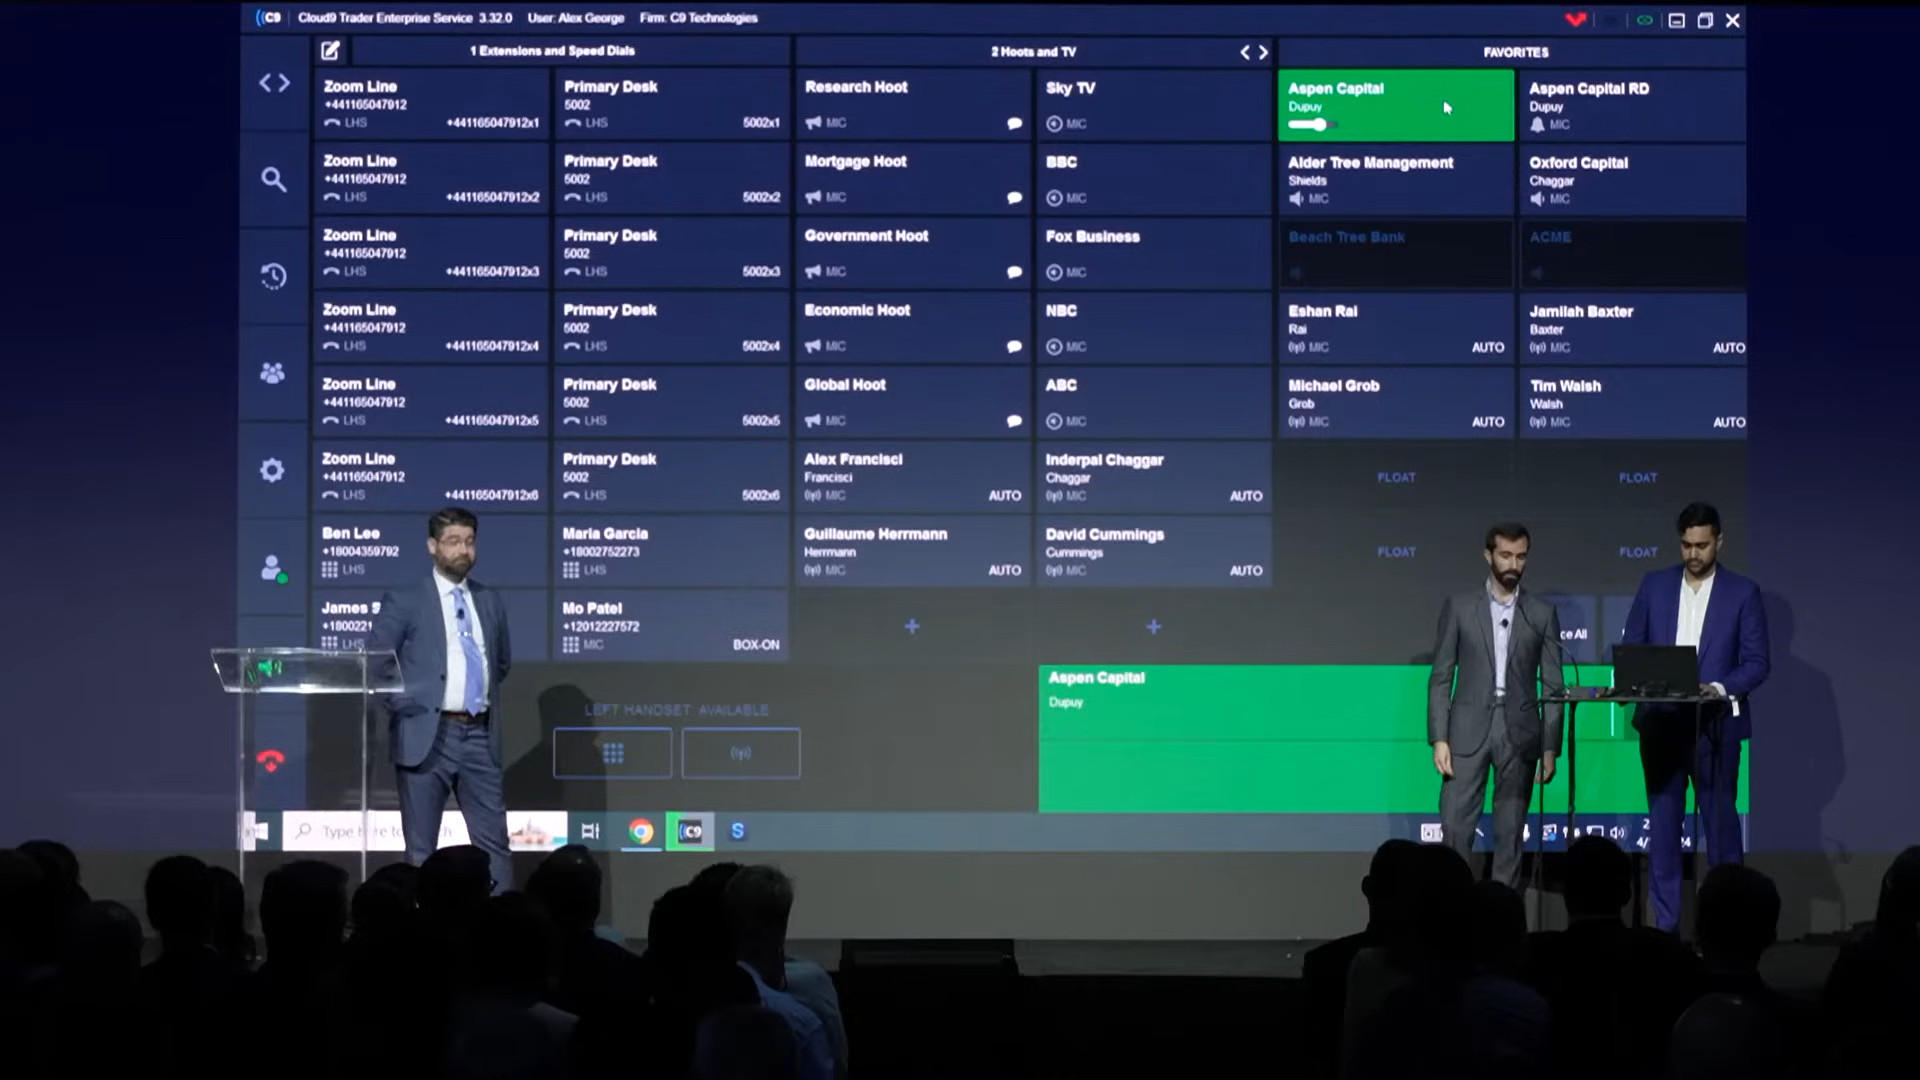 C9 Cloud9 Trader Enterprise Service 3.32.0 User: Alex George Firm: C9 Technologies
1 Extensions and Speed Dials
2 Hoots and TV
FAVORITES
Zoom Line
+441165047912
LHS +441165047912x1
Primary Desk
5002
LHS 5002x1
Research Hoot
MIC
Sky TV
MIC
Aspen Capital
Dupuy
Aspen Capital RD
Dupuy
MIC
Zoom Line
+441165047912
LHS +441165047912x2
Primary Desk
5002
LHS 5002x2
Mortgage Hoot
MIC
BBC
MIC
Alder Tree Management
Shields
MIC
Oxford Capital
Chaggar
MIC
Zoom Line
+441165047912
LHS +441165047912x3
Primary Desk
5002
LHS 5002x3
Government Hoot
MIC
Fox Business
MIC
Beach Tree Bank
ACME
Zoom Line
+441165047912
LHS +441165047912x4
Primary Desk
5002
LHS 5002x4
Economic Hoot
MIC
NBC
MIC
Eshan Rai
Rai
MIC AUTO
Jamilah Baxter
Baxter
MIC AUTO
Zoom Line
+441165047912
LHS +441165047912x5
Primary Desk
5002
LHS 5002x5
Global Hoot
MIC
ABC
MIC
Michael Grob
Grob
MIC AUTO
Tim Walsh
Walsh
MIC AUTO
Zoom Line
+441165047912
LHS +441165047912x6
Primary Desk
5002
LHS 5002x6
Alex Francisci
Francisci
MIC AUTO
Inderpal Chaggar
Chaggar
MIC AUTO
FLOAT
FLOAT
Ben Lee
+18004359792
LHS
Maria Garcia
+18002752273
LHS
Guillaume Herrmann
Herrmann
MIC AUTO
David Cummings
Cummings
MIC AUTO
FLOAT
FLOAT
James
+1800221
LHS
Mo Patel
+12012227572
MIC BOX-ON
All
Aspen Capital
Dupuy
LEFT HANDSET AVAILABLE
Type
C9
S